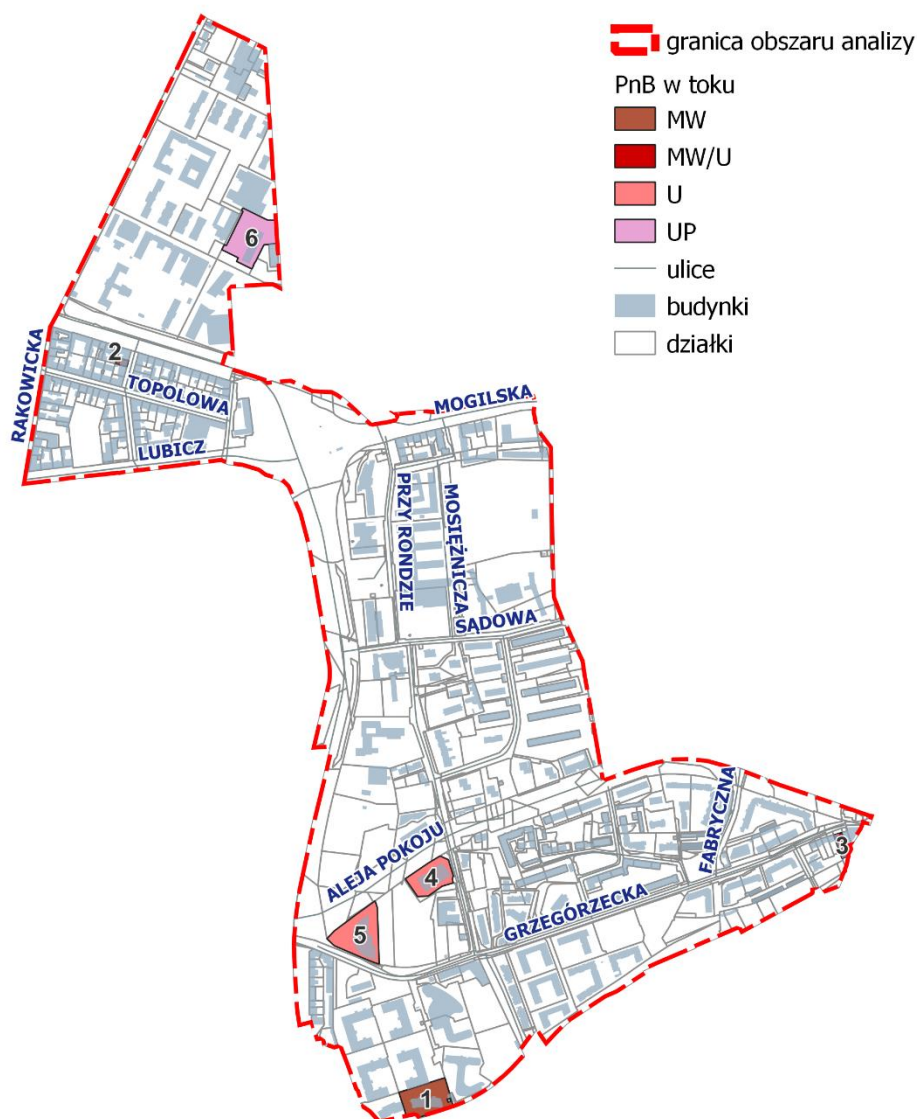 granica obszaru analizy
PnB w toku
MW
MW/U
U
UP
ulice
budynki
działki
6
2
RAKOWICKA
TOPOLOWA
LUBICZ
MOGILSKA
PRZY RONDZIE
MOSIĘŻNICZA
SĄDOWA
FABRYCZNA
3
ALEJA POKOJU
4
GRZEGÓRZECKA
5
1